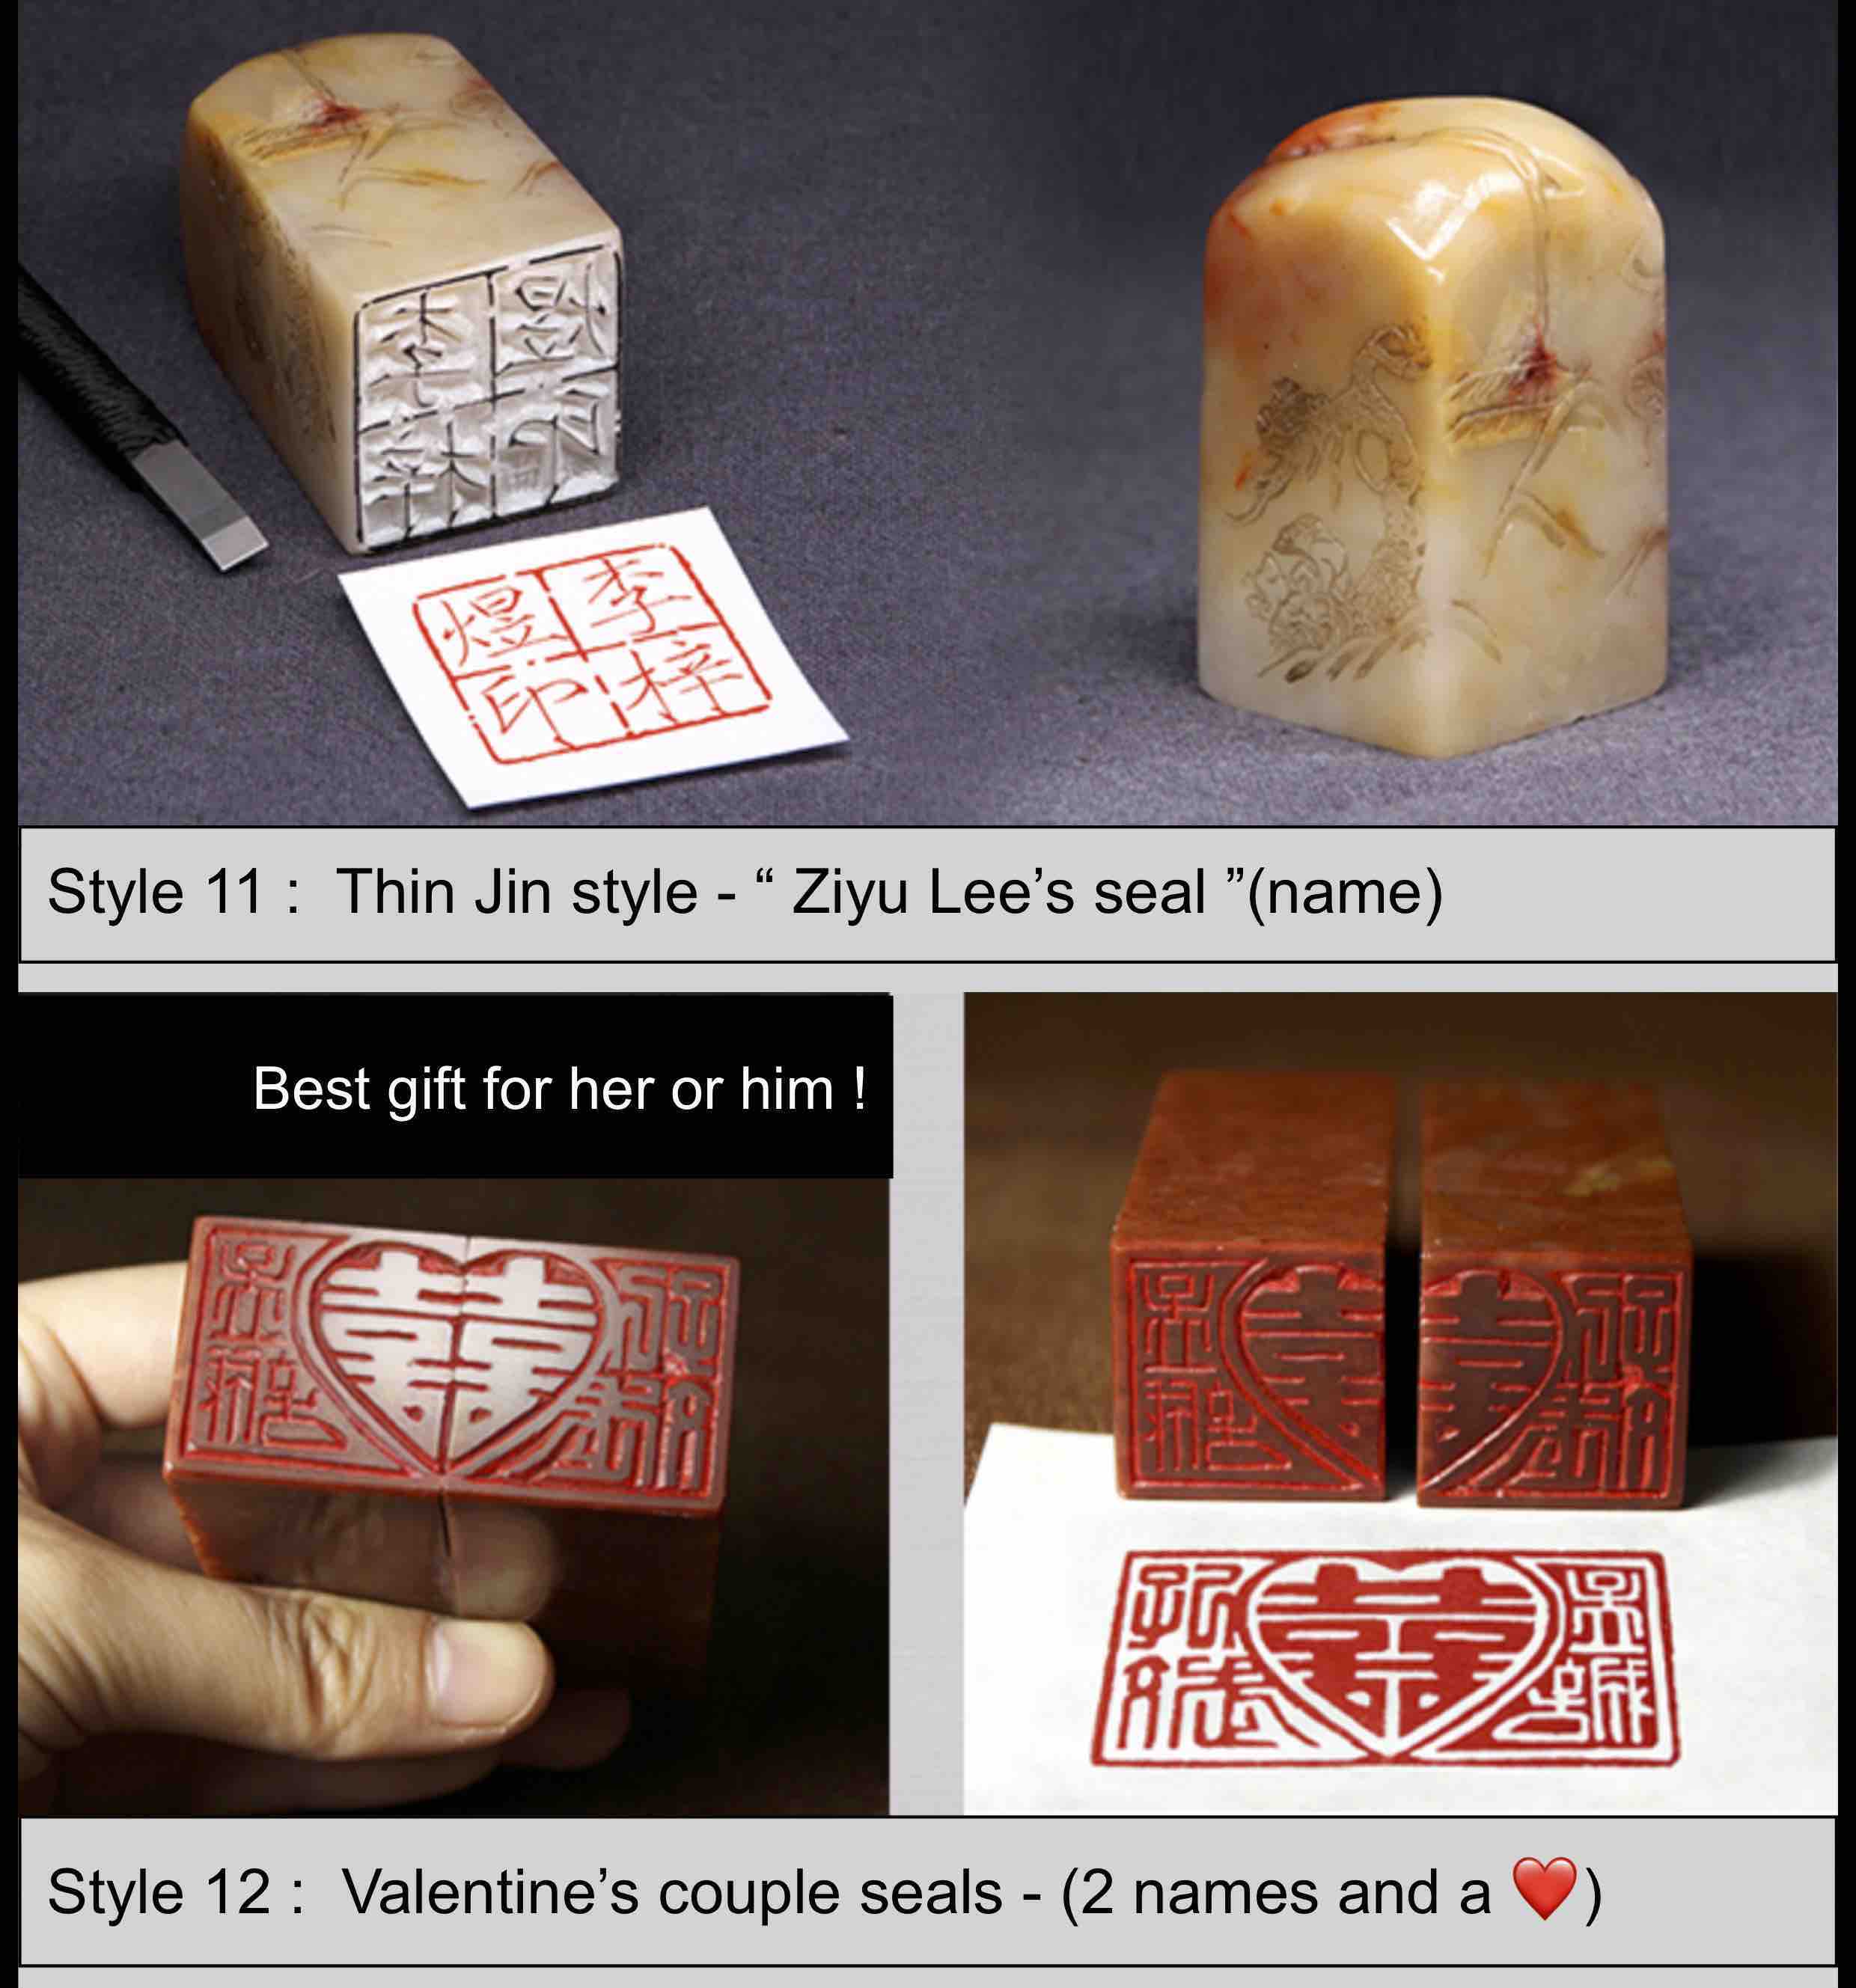 李煜
梓印
Style 11 : Thin Jin style - “ Ziyu Lee’s seal ”(name)
Best gift for her or him !
囍
Style 12 : Valentine’s couple seals - (2 names and a ❤️)